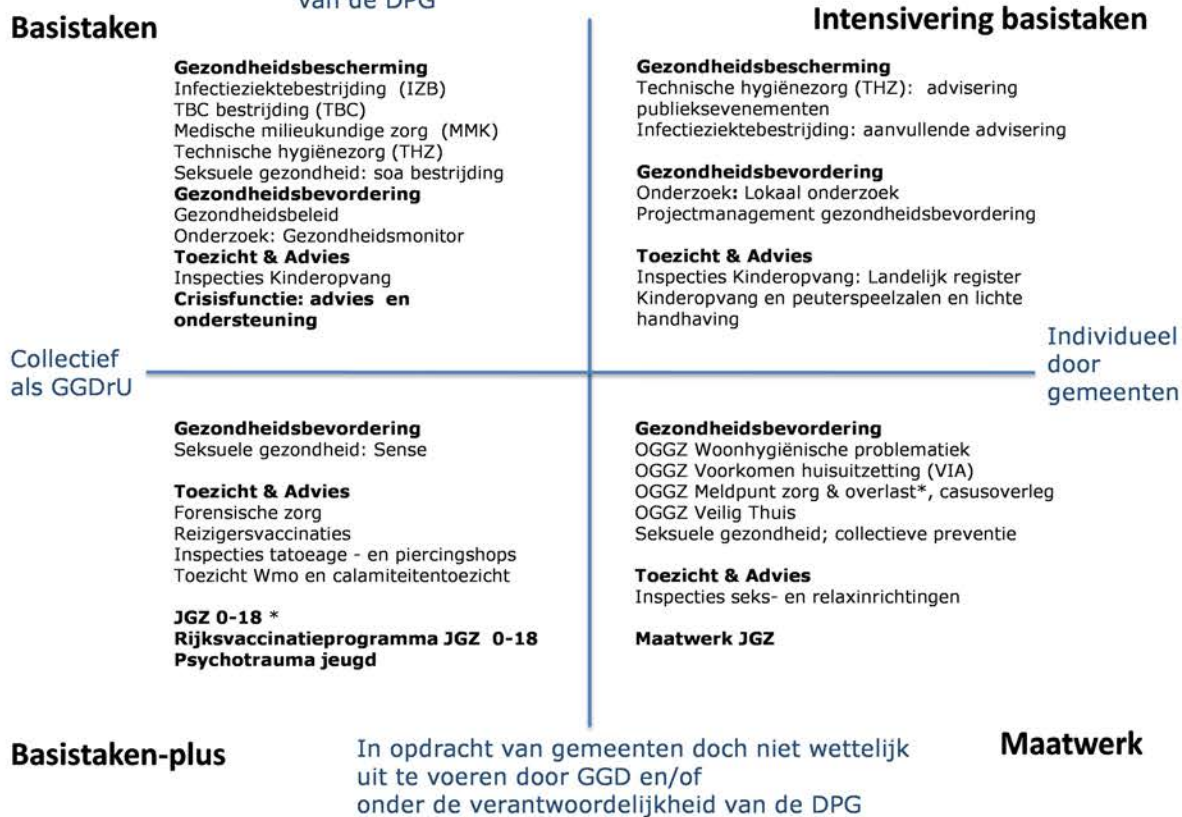 van de DPG
Basistaken
Gezondheidsbescherming
Infectieziektebestrijding (IZB)
TBC bestrijding (TBC)
Medische milieukundige zorg (MMK)
Technische hygiënezorg (THZ)
Seksuele gezondheid: soa bestrijding
Gezondheidsbevordering
Gezondheidsbeleid
Onderzoek: Gezondheidsmonitor
Toezicht & Advies
Inspecties Kinderopvang
Crisisfunctie: advies en
ondersteuning
Intensivering basistaken
Gezondheidsbescherming
Technische hygiënezorg (THZ): advisering
publieksevenementen
Infectieziektebestrijding: aanvullende advisering
Gezondheidsbevordering
Onderzoek: Lokaal onderzoek
Projectmanagement gezondheidsbevordering
Toezicht & Advies
Inspecties Kinderopvang: Landelijk register
Kinderopvang en peuterspeelzalen en lichte
handhaving
Collectief
als GGDrU
Individueel
door
gemeenten
Gezondheidsbevordering
Seksuele gezondheid: Sense
Toezicht & Advies
Forensische zorg
Reizigersvaccinaties
Inspecties tatoeage - en piercingshops
Toezicht Wmo en calamiteitentoezicht
JGZ 0-18 *
Rijksvaccinatieprogramma JGZ 0-18
Psychotrauma jeugd
Gezondheidsbevordering
OGGZ Woonhygiënische problematiek
OGGZ Voorkomen huisuitzetting (VIA)
OGGZ Meldpunt zorg & overlast*, casusoverleg
OGGZ Veilig Thuis
Seksuele gezondheid; collectieve preventie
Toezicht & Advies
Inspecties seks- en relaxinrichtingen
Maatwerk JGZ
Basistaken-plus
In opdracht van gemeenten doch niet wettelijk
uit te voeren door GGD en/of
onder de verantwoordelijkheid van de DPG
Maatwerk